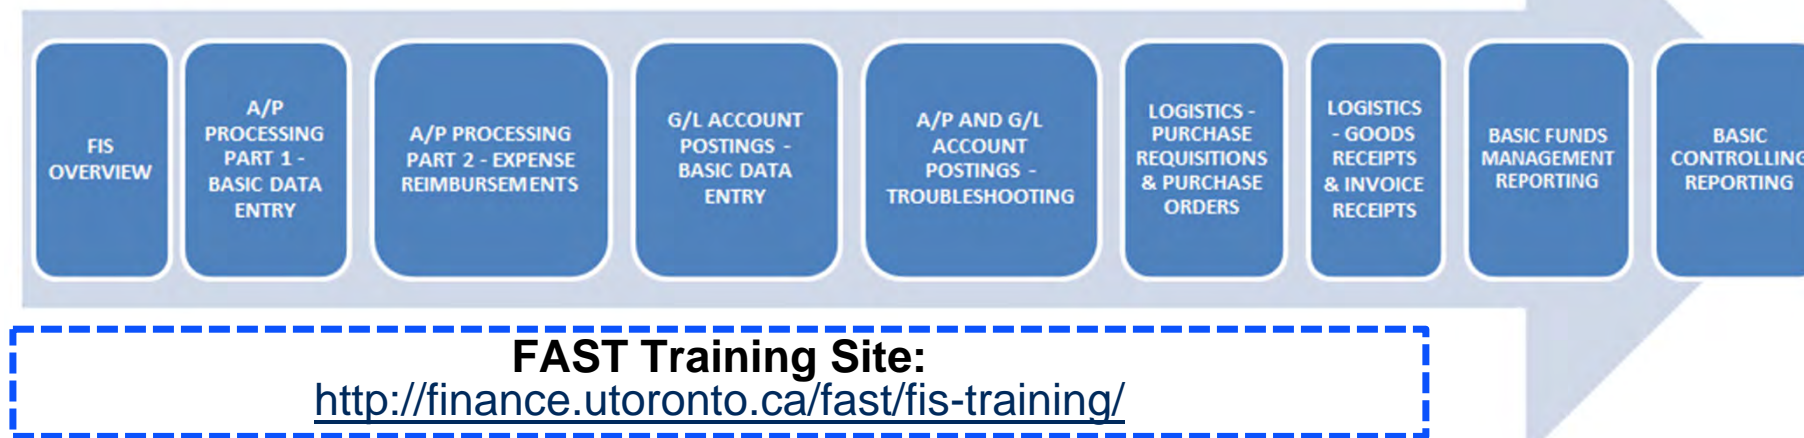 FIS
OVERVIEW
A/P
PROCESSING
PART 1 -
BASIC DATA
ENTRY
A/P PROCESSING
PART 2 - EXPENSE
REIMBURSEMENTS
G/L ACCOUNT
POSTINGS -
BASIC DATA
ENTRY
A/P AND G/L
ACCOUNT
POSTINGS -
TROUBLESHOOTING
LOGISTICS -
PURCHASE
REQUISITIONS
& PURCHASE
ORDERS
LOGISTICS
- GOODS
RECEIPTS
& INVOICE
RECEIPTS
BASIC FUNDS
MANAGEMENT
REPORTING
BASIC
CONTROLLING
REPORTING
FAST Training Site:
http://finance.utoronto.ca/fast/fis-training/